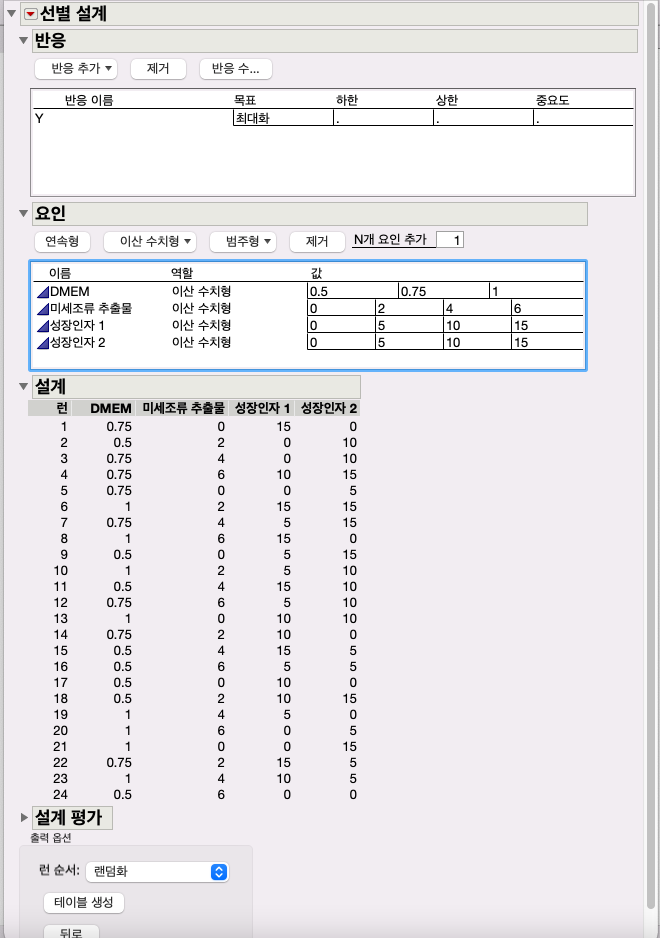 선별 설계
반응
반응 추가 제거 반응 수...
반응 이름 목표 하한 상한 중요도
Y 최대화 . . .
요인
연속형 이산 수치형 범주형 제거 N개 요인 추가 1
이름 역할 값
DMEM 이산 수치형 0.5 0.75 1
미세조류 추출물 이산 수치형 0 2 4 6
성장인자 1 이산 수치형 0 5 10 15
성장인자 2 이산 수치형 0 5 10 15
설계
런 DMEM 미세조류 추출물 성장인자 1 성장인자 2
1 0.75 0 15 0
2 0.5 2 0 10
3 0.75 4 0 10
4 0.75 6 10 15
5 0.75 0 0 5
6 1 2 15 15
7 0.75 4 5 15
8 1 6 15 0
9 0.5 0 5 15
10 1 2 5 10
11 0.5 4 15 10
12 0.75 6 5 10
13 1 0 10 10
14 0.75 2 10 0
15 0.5 4 15 5
16 0.5 6 5 5
17 0.5 0 10 0
18 0.5 2 10 15
19 1 4 5 0
20 1 6 0 5
21 1 0 0 15
22 0.75 2 15 5
23 1 4 10 5
24 0.5 6 0 0
설계 평가
출력 옵션
런 순서: 랜덤화
테이블 생성
뒤로